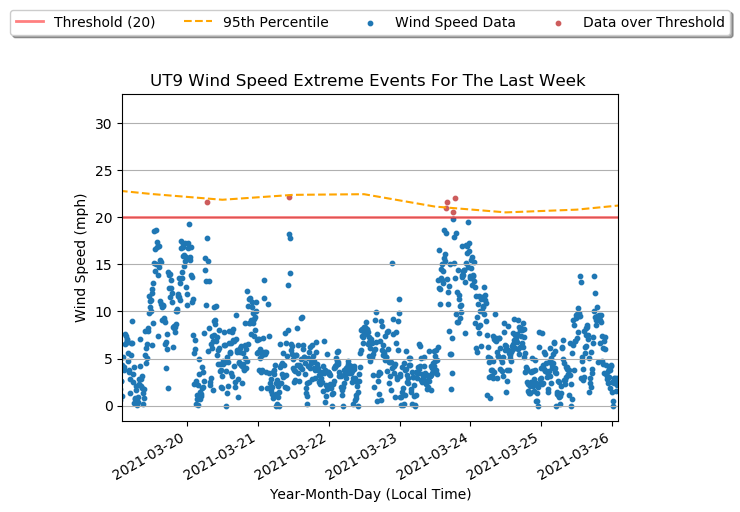 Threshold (20) 95th Percentile Wind Speed Data Data over Threshold
UT9 Wind Speed Extreme Events For The Last Week
30
25
20
15
10
5
0
Wind Speed (mph)
2021-03-20 2021-03-21 2021-03-22 2021-03-23 2021-03-24 2021-03-25 2021-03-26
Year-Month-Day (Local Time)